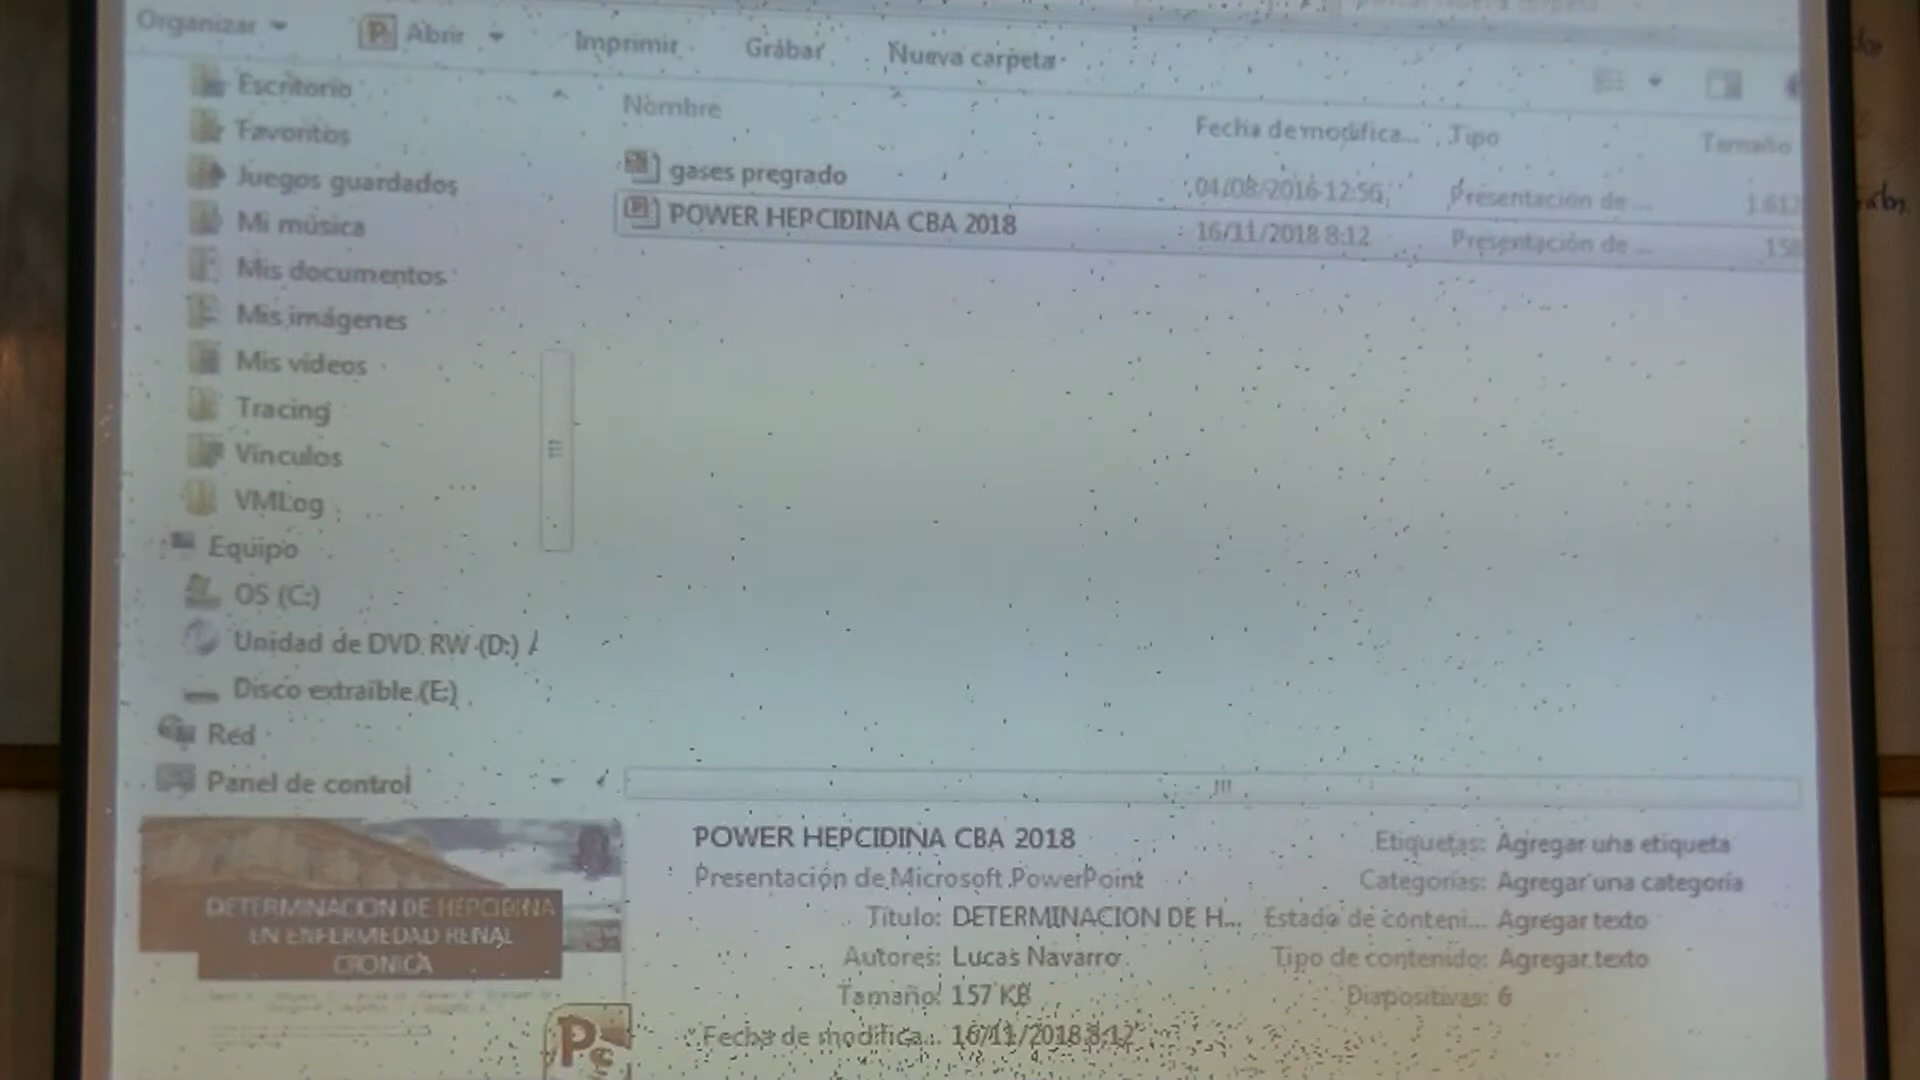 Organizar
Abrir
Imprimir
Grabar
Nueva carpeta
Escritorio
Favoritos
Juegos guardados
Mi música
Mis documentos
Mis imágenes
Mis vídeos
Tracing
Vínculos
VMLog
Equipo
OS (C:)
Unidad de DVD RW (D:)
Disco extraíble (E:)
Red
Panel de control
Nombre Fecha de modifica... Tipo Tamaño
gases pregrado 04/08/2016 12:56 Presentación de ... 1.612
POWER HEPCIDINA CBA 2018 16/11/2018 8:12 Presentación de ... 158
DETERMINACION DE HEPCIDINA
EN ENFERMEDAD RENAL
CRONICA
POWER HEPCIDINA CBA 2018
Presentación de Microsoft PowerPoint
Título: DETERMINACION DE H...
Autores: Lucas Navarro
Tamaño: 157 KB
Fecha de modifica... 16/11/2018 8:12
Etiquetas: Agregar una etiqueta
Categorías: Agregar una categoría
Estado de conteni... Agregar texto
Tipo de contenido: Agregar texto
Diapositivas: 6